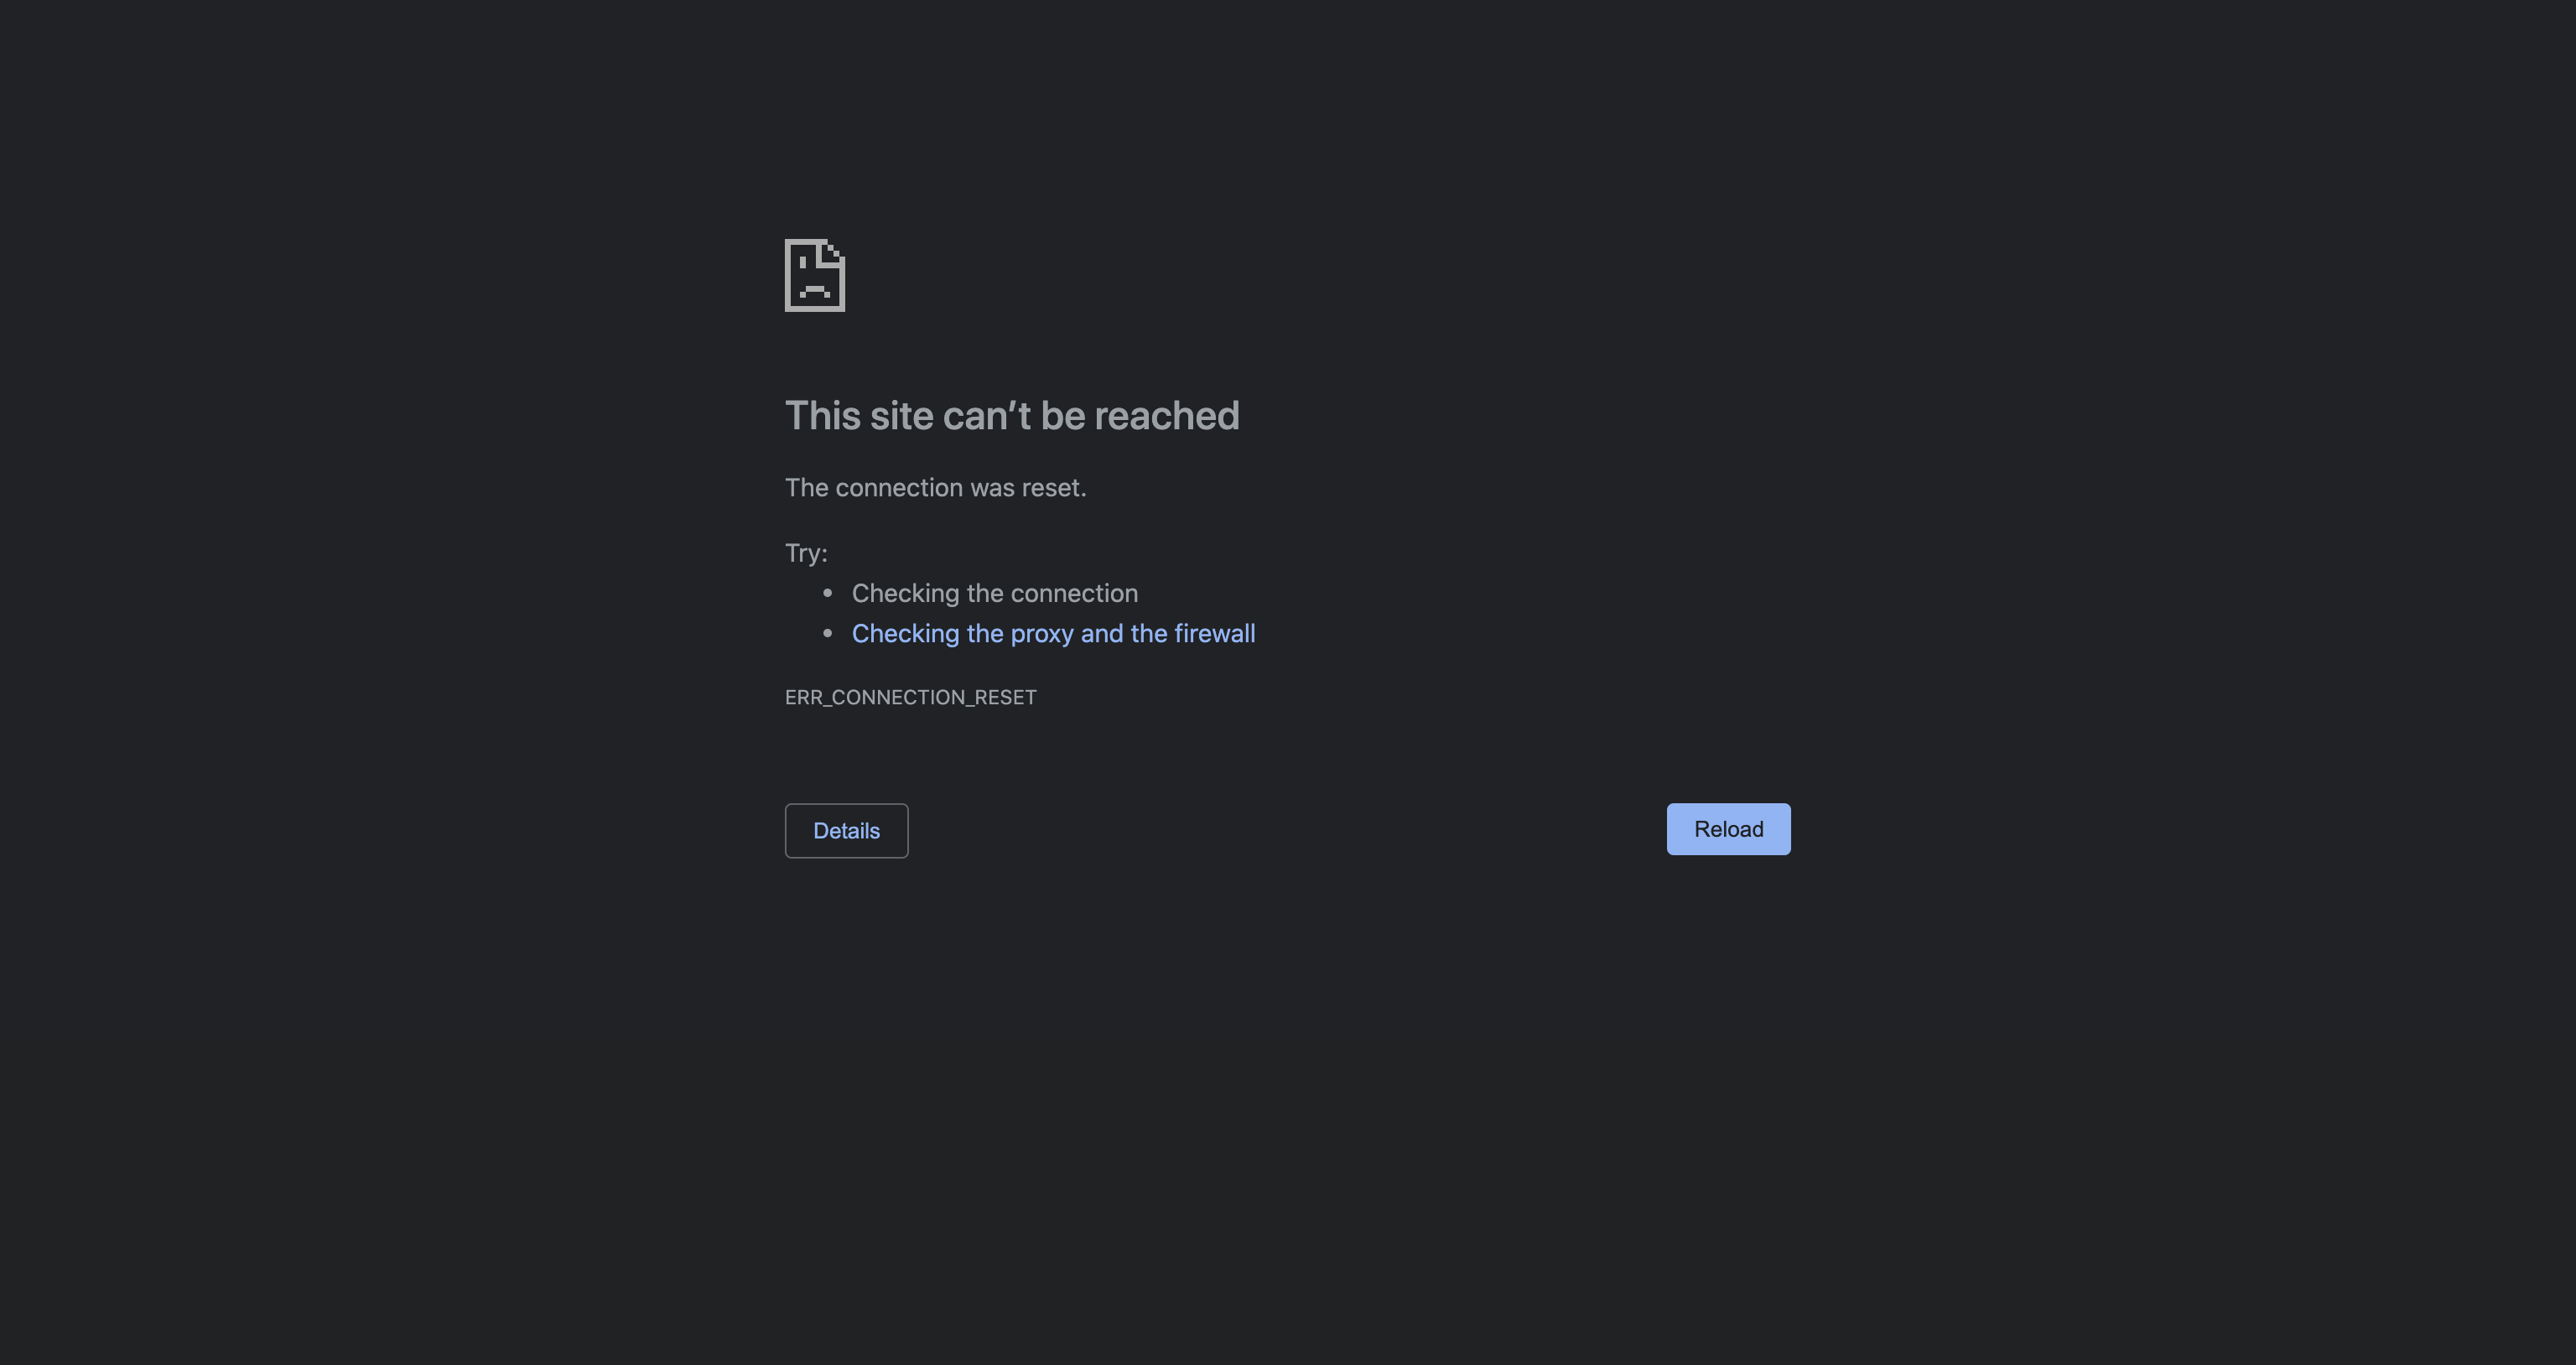 This site can’t be reached
The connection was reset.
Try:
• Checking the connection
• Checking the proxy and the firewall
ERR_CONNECTION_RESET
Details
Reload